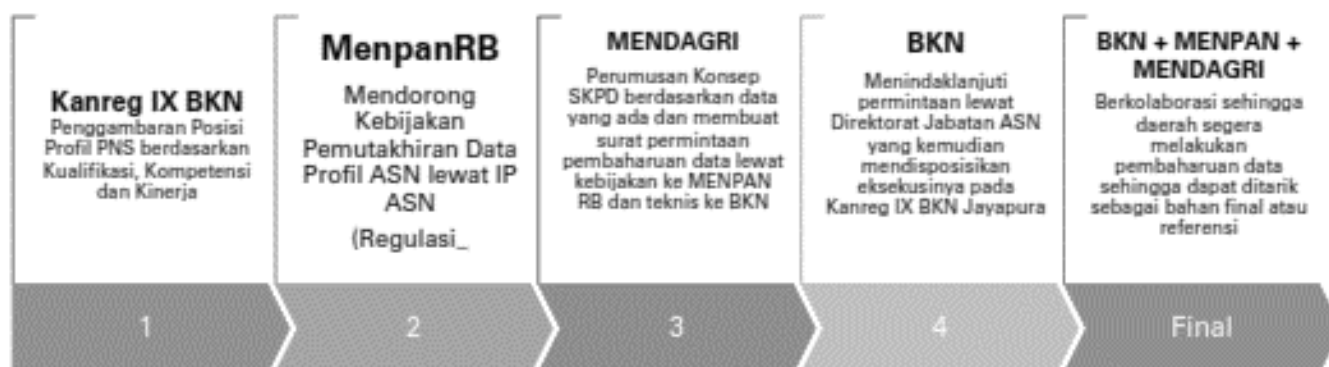 Kanreg IX BKN
Penggambaran Posisi
Profil PNS berdasarkan
Kualifikasi, Kompetensi
dan Kinerja
1
MenpanRB
Mendorong
Kebijakan
Pemutakhiran Data
Profil ASN lewat IP
ASN
(Regulasi_
2
MENDAGRI
Perumusan Konsep
SKPD berdasarkan data
yang ada dan membuat
surat permintaan
pembaharuan data lewat
kebijakan ke MENPAN
RB dan teknis ke BKN
3
BKN
Menindaklanjuti
permintaan lewat
Direktorat Jabatan ASN
yang kemudian
mendisposisikan
eksekusinya pada
Kanreg IX BKN Jayapura
4
BKN + MENPAN +
MENDAGRI
Berkolaborasi sehingga
daerah segera
melakukan
pembaharuan data
sehingga dapat ditarik
sebagai bahan final atau
referensi
Final